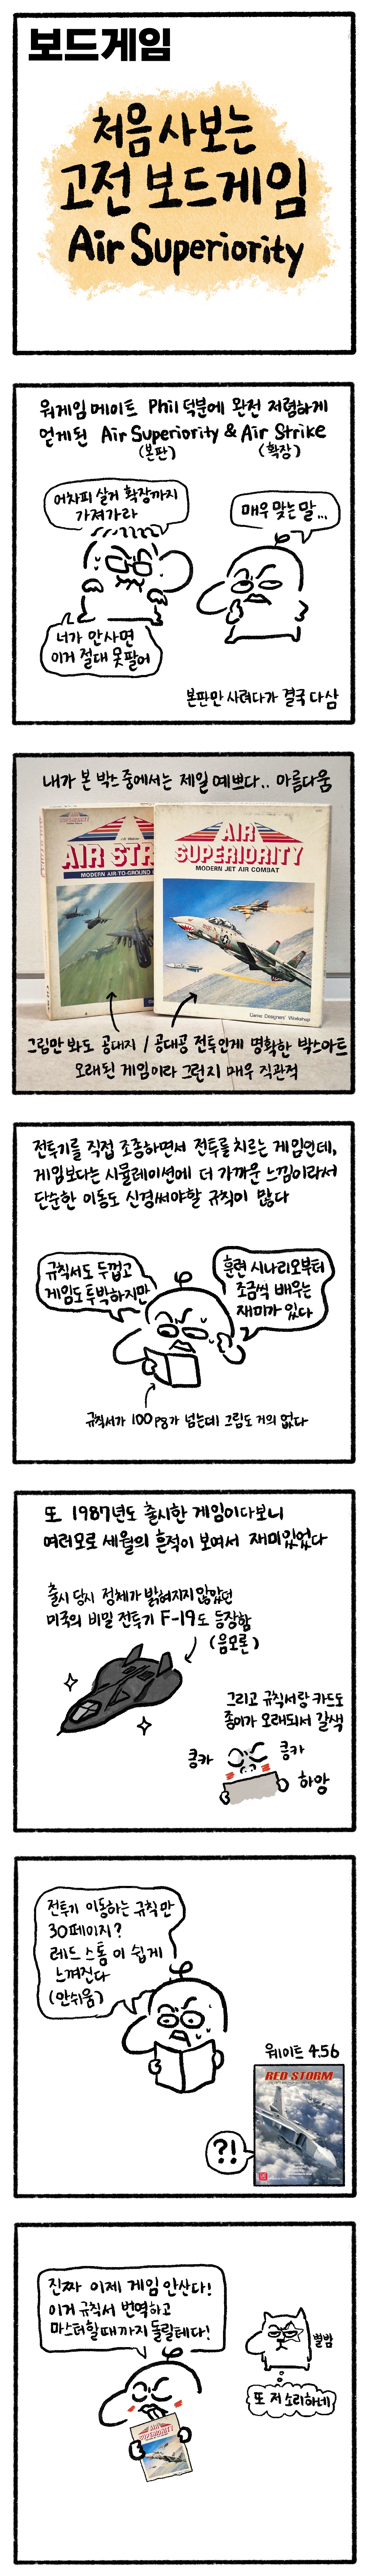 보드게임
처음 사보는
고전 보드게임
Air Superiority
워게임 메이트 Phil 덕분에 완전 저렴하게
얻게된 Air Superiority & Air Strike
(본판) (확장)
어차피 살거 확장까지
가져가라
매우 맞는 말...
너가 안사면
이거 절대 못팔어
본판만 사려다가 결국 다 삼
내가 본 박스 중에서는 제일 예쁘다.. 아름다움
AIR STR
MODERN AIR-TO-GROUND
AIR
SUPERIORITY
MODERN JET AIR COMBAT
Game Designers' Workshop
그림만 봐도 공대지 / 공대공 전투인게 명확한 박스아트
오래된 게임이라 그런지 매우 직관적
전투기를 직접 조종하면서 전투를 치르는 게임인데,
게임보다는 시뮬레이션에 더 가까운 느낌이라서
단순한 이동도 신경써야할 규칙이 많다
규칙서도 두껍고
게임도 투박하지만
훈련 시나리오부터
조금씩 배우는
재미가 있다
규칙서가 100pg가 넘는데 그림도 거의 없다
또 1987년도 출시한 게임이다보니
여러모로 세월의 흔적이 보여서 재미있었다
출시 당시 정체가 밝혀지지 않았던
미국의 비밀 전투기 F-19도 등장함
(음모론)
그리고 규칙서랑 카드도
종이가 오래되서 갈색
킁카
킁카
하앙
전투기 이동하는 규칙만
30페이지?
레드 스톰이 쉽게
느껴진다
(안쉬움)
웨이트 4.56
RED STORM
?!
진짜 이제 게임 안산다!
이거 규칙서 번역하고
마스터할때까지 돌릴테다!
별밤
또 저 소리하네
AIR
SUPERIORITY